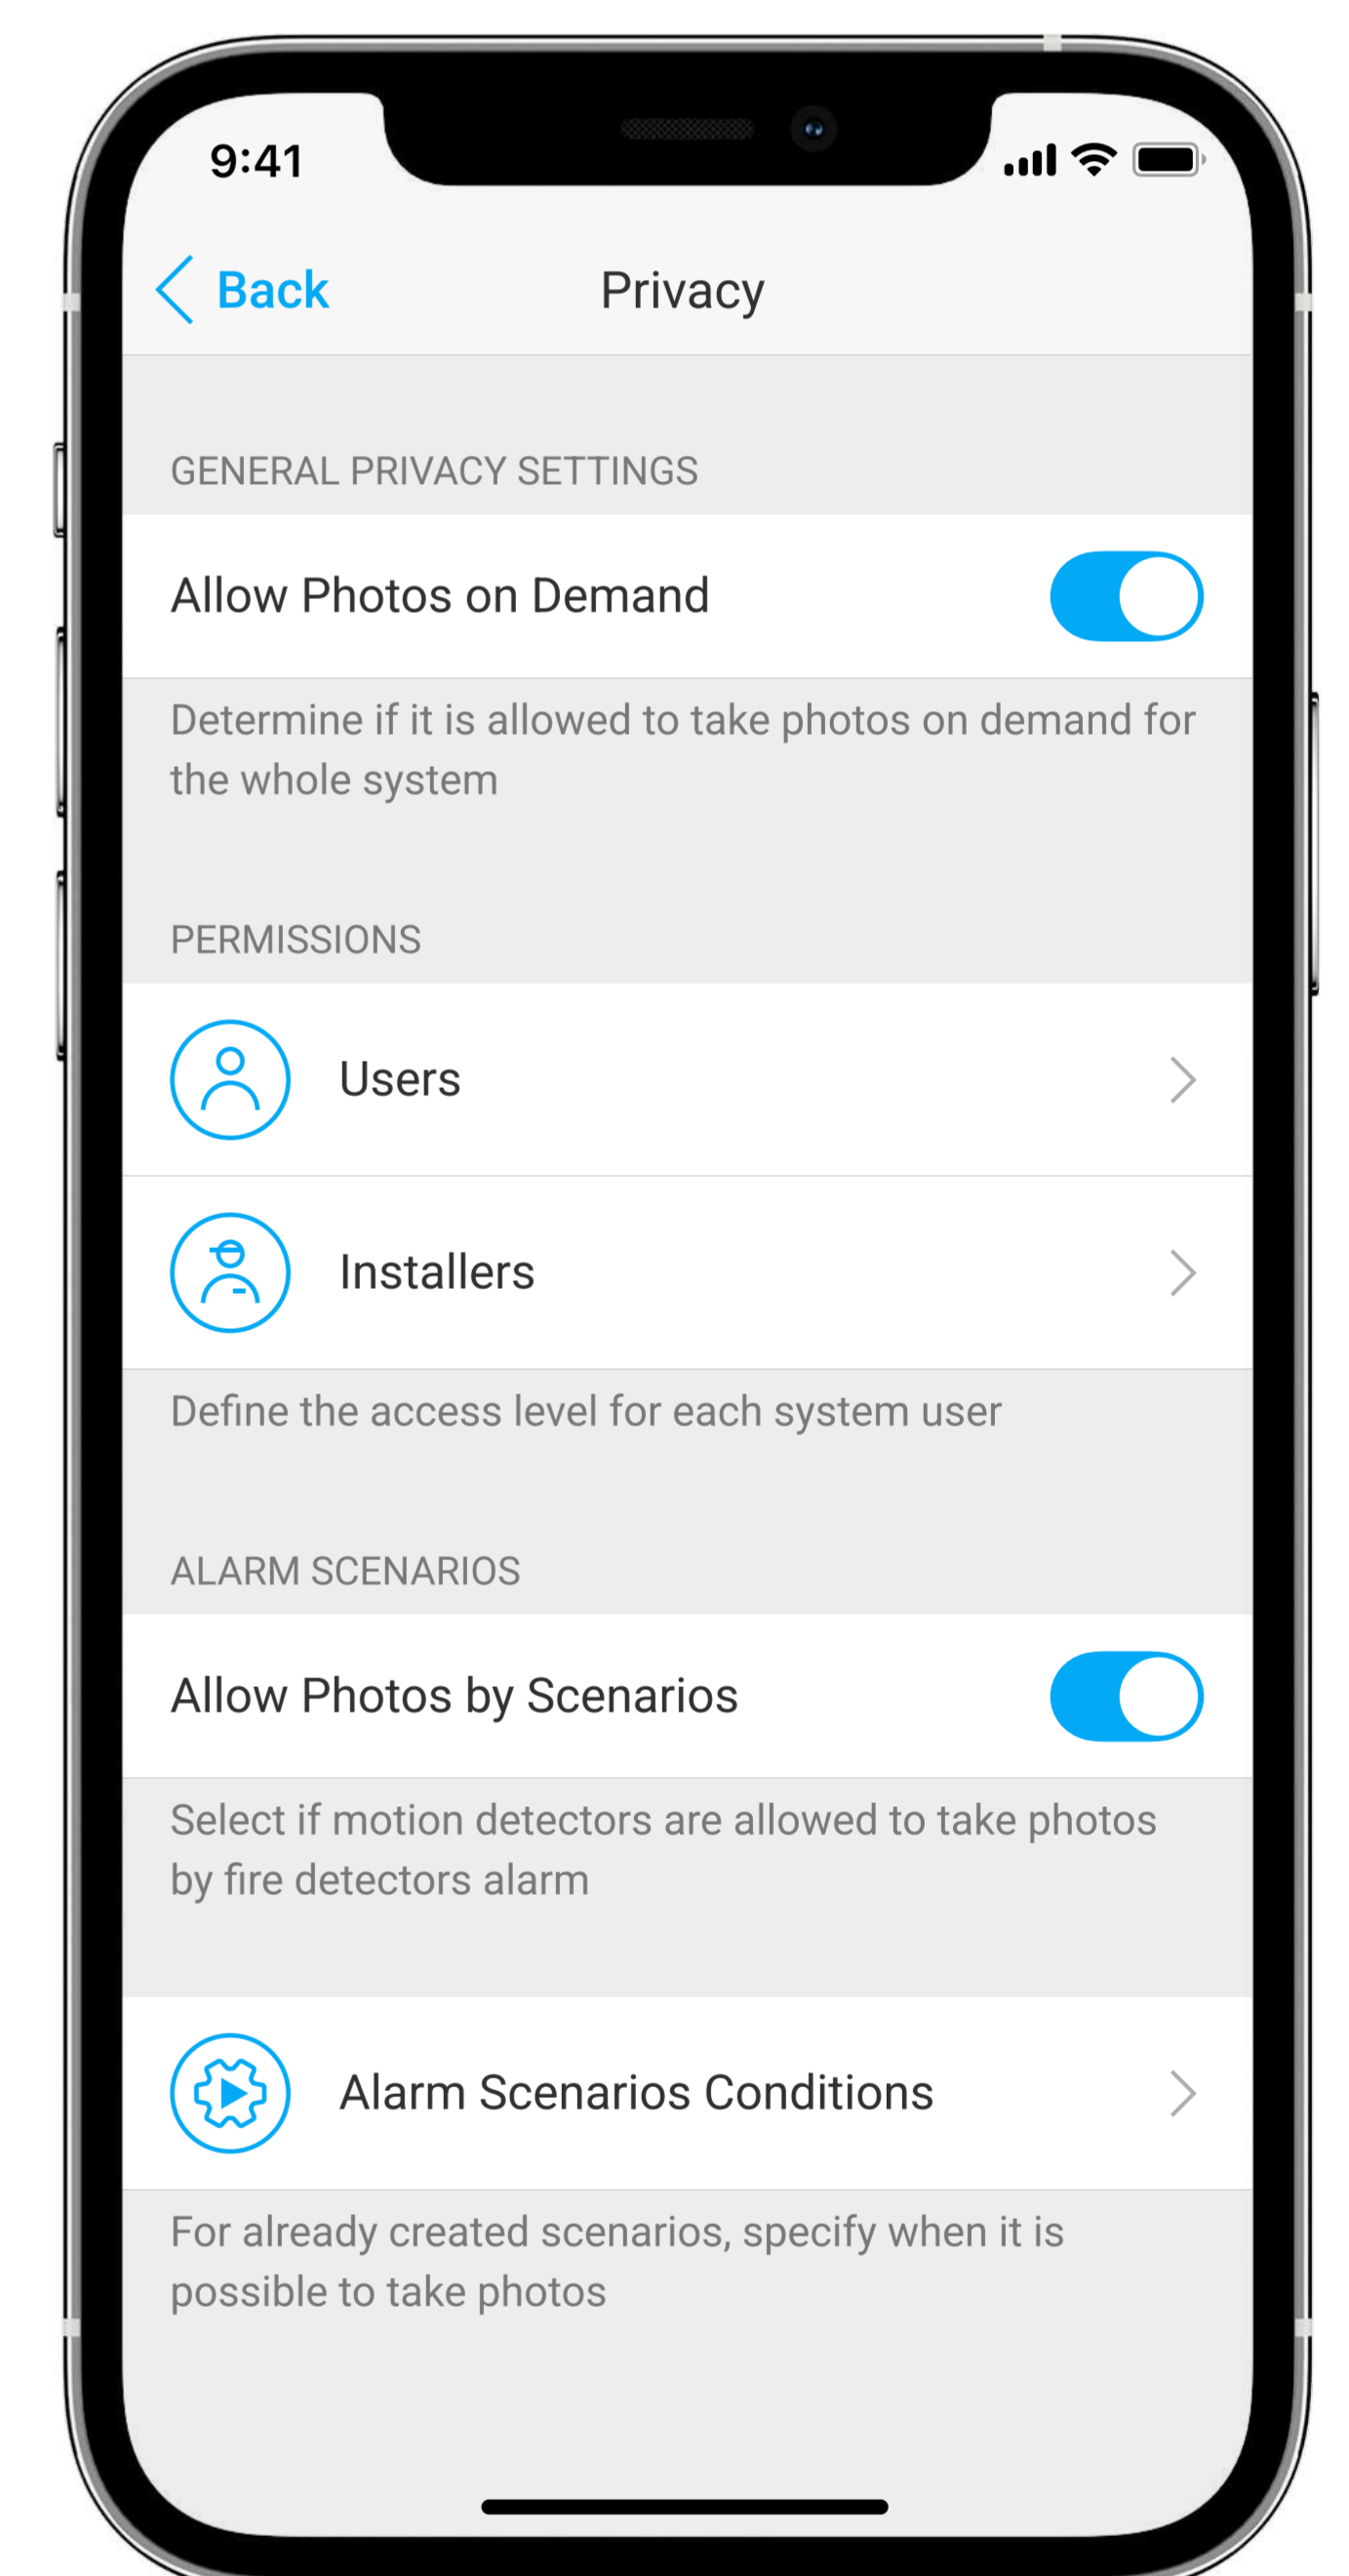 9:41
Back
Privacy
GENERAL PRIVACY SETTINGS
Allow Photos on Demand
Determine if it is allowed to take photos on demand for
the whole system
PERMISSIONS
Users
Installers
Define the access level for each system user
ALARM SCENARIOS
Allow Photos by Scenarios
Select if motion detectors are allowed to take photos
by fire detectors alarm
Alarm Scenarios Conditions
For already created scenarios, specify when it is
possible to take photos